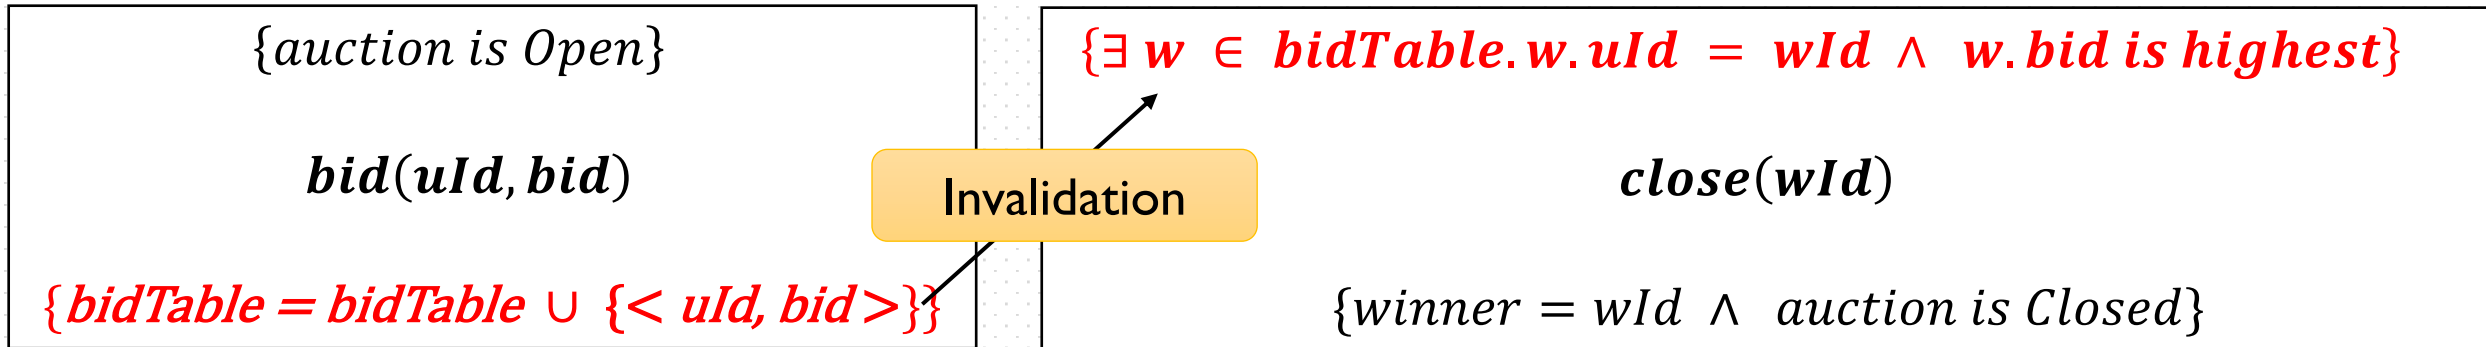 {auction is Open}
bid(uId, bid)
{bidTable = bidTable ∪ {< uId, bid >}}
Invalidation
{∃ w ∈ bidTable. w. uId = wId ∧ w. bid is highest}
close(wId)
{winner = wId ∧ auction is Closed}